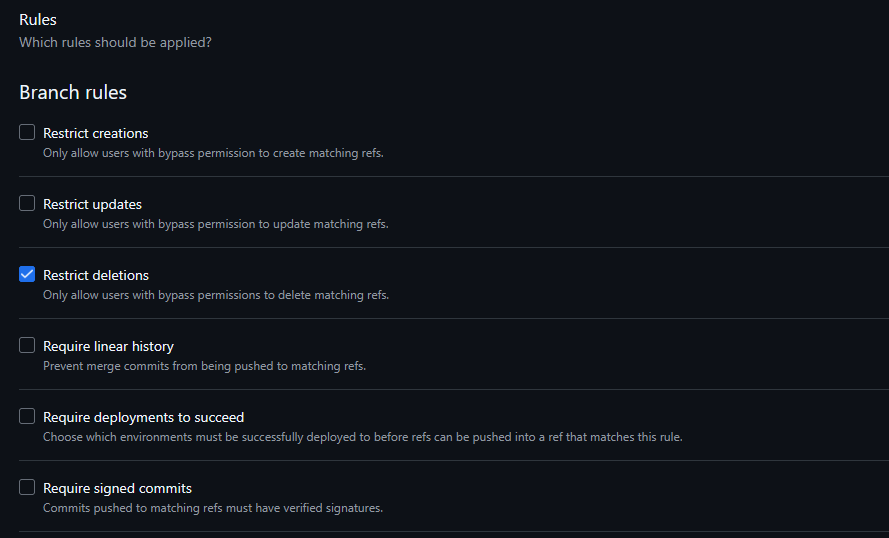 Rules
Which rules should be applied?
Branch rules
Restrict creations
Only allow users with bypass permission to create matching refs.
Restrict updates
Only allow users with bypass permission to update matching refs.
Restrict deletions
Only allow users with bypass permissions to delete matching refs.
Require linear history
Prevent merge commits from being pushed to matching refs.
Require deployments to succeed
Choose which environments must be successfully deployed to before refs can be pushed into a ref that matches this rule.
Require signed commits
Commits pushed to matching refs must have verified signatures.